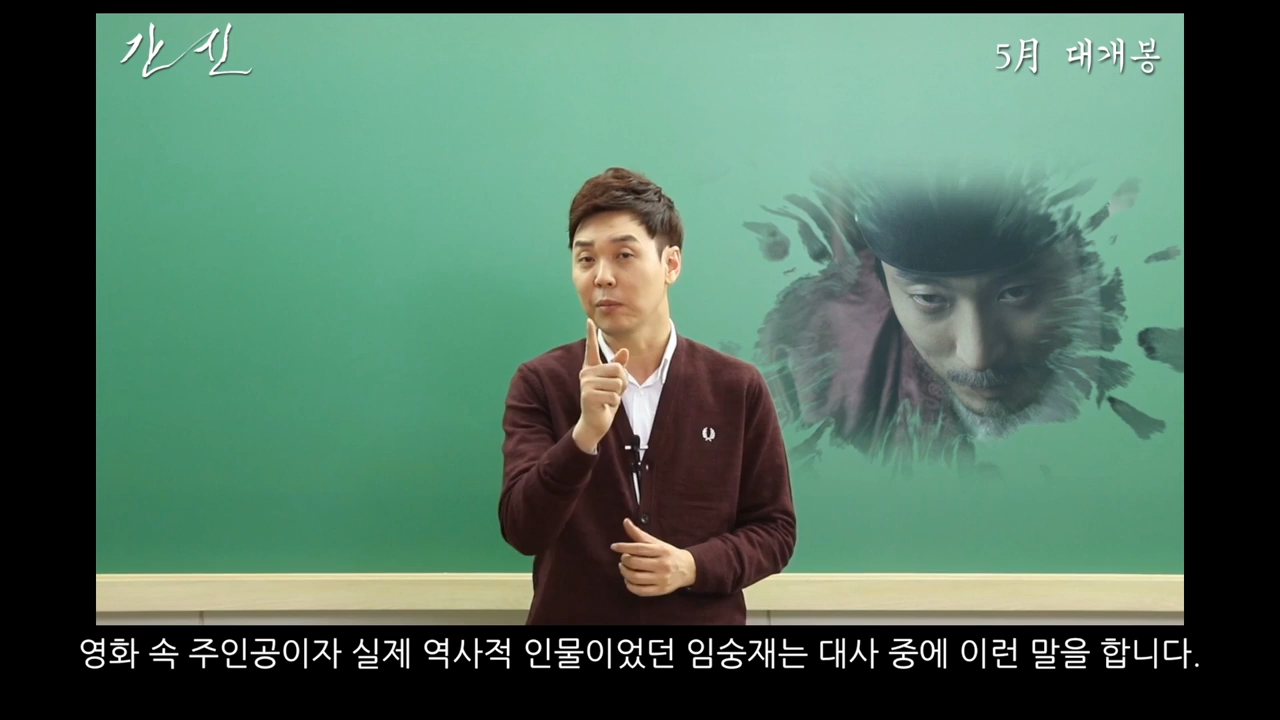 간신
5月 대개봉
영화 속 주인공이자 실제 역사적 인물이었던 임숭재는 대사 중에 이런 말을 합니다.